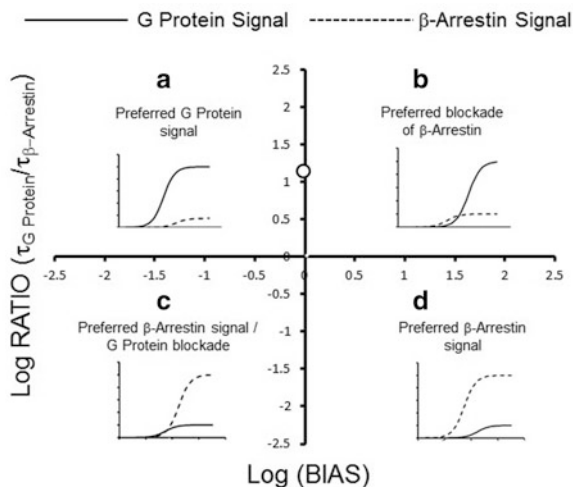 G Protein Signal
β-Arrestin Signal
a
b
Preferred G Protein
signal
Preferred blockade
of β-Arrestin
Log RATIO (τG Protein/τβ-Arrestin)
2.5
2
1.5
1
0.5
0
-2.5 -2 -1.5 -1 -0.5 0 0.5 1 1.5 2 2.5
-0.5
-1
-1.5
-2
-2.5
c
d
Preferred β-Arrestin signal /
G Protein blockade
Preferred β-Arrestin
signal
Log (BIAS)